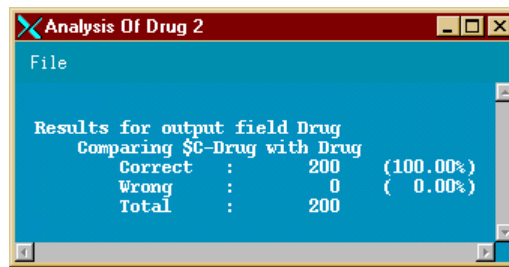 Analysis Of Drug 2
File
Results for output field Drug
Comparing $C-Drug with Drug
Correct : 200 (100.00%)
Wrong : 0 ( 0.00%)
Total : 200